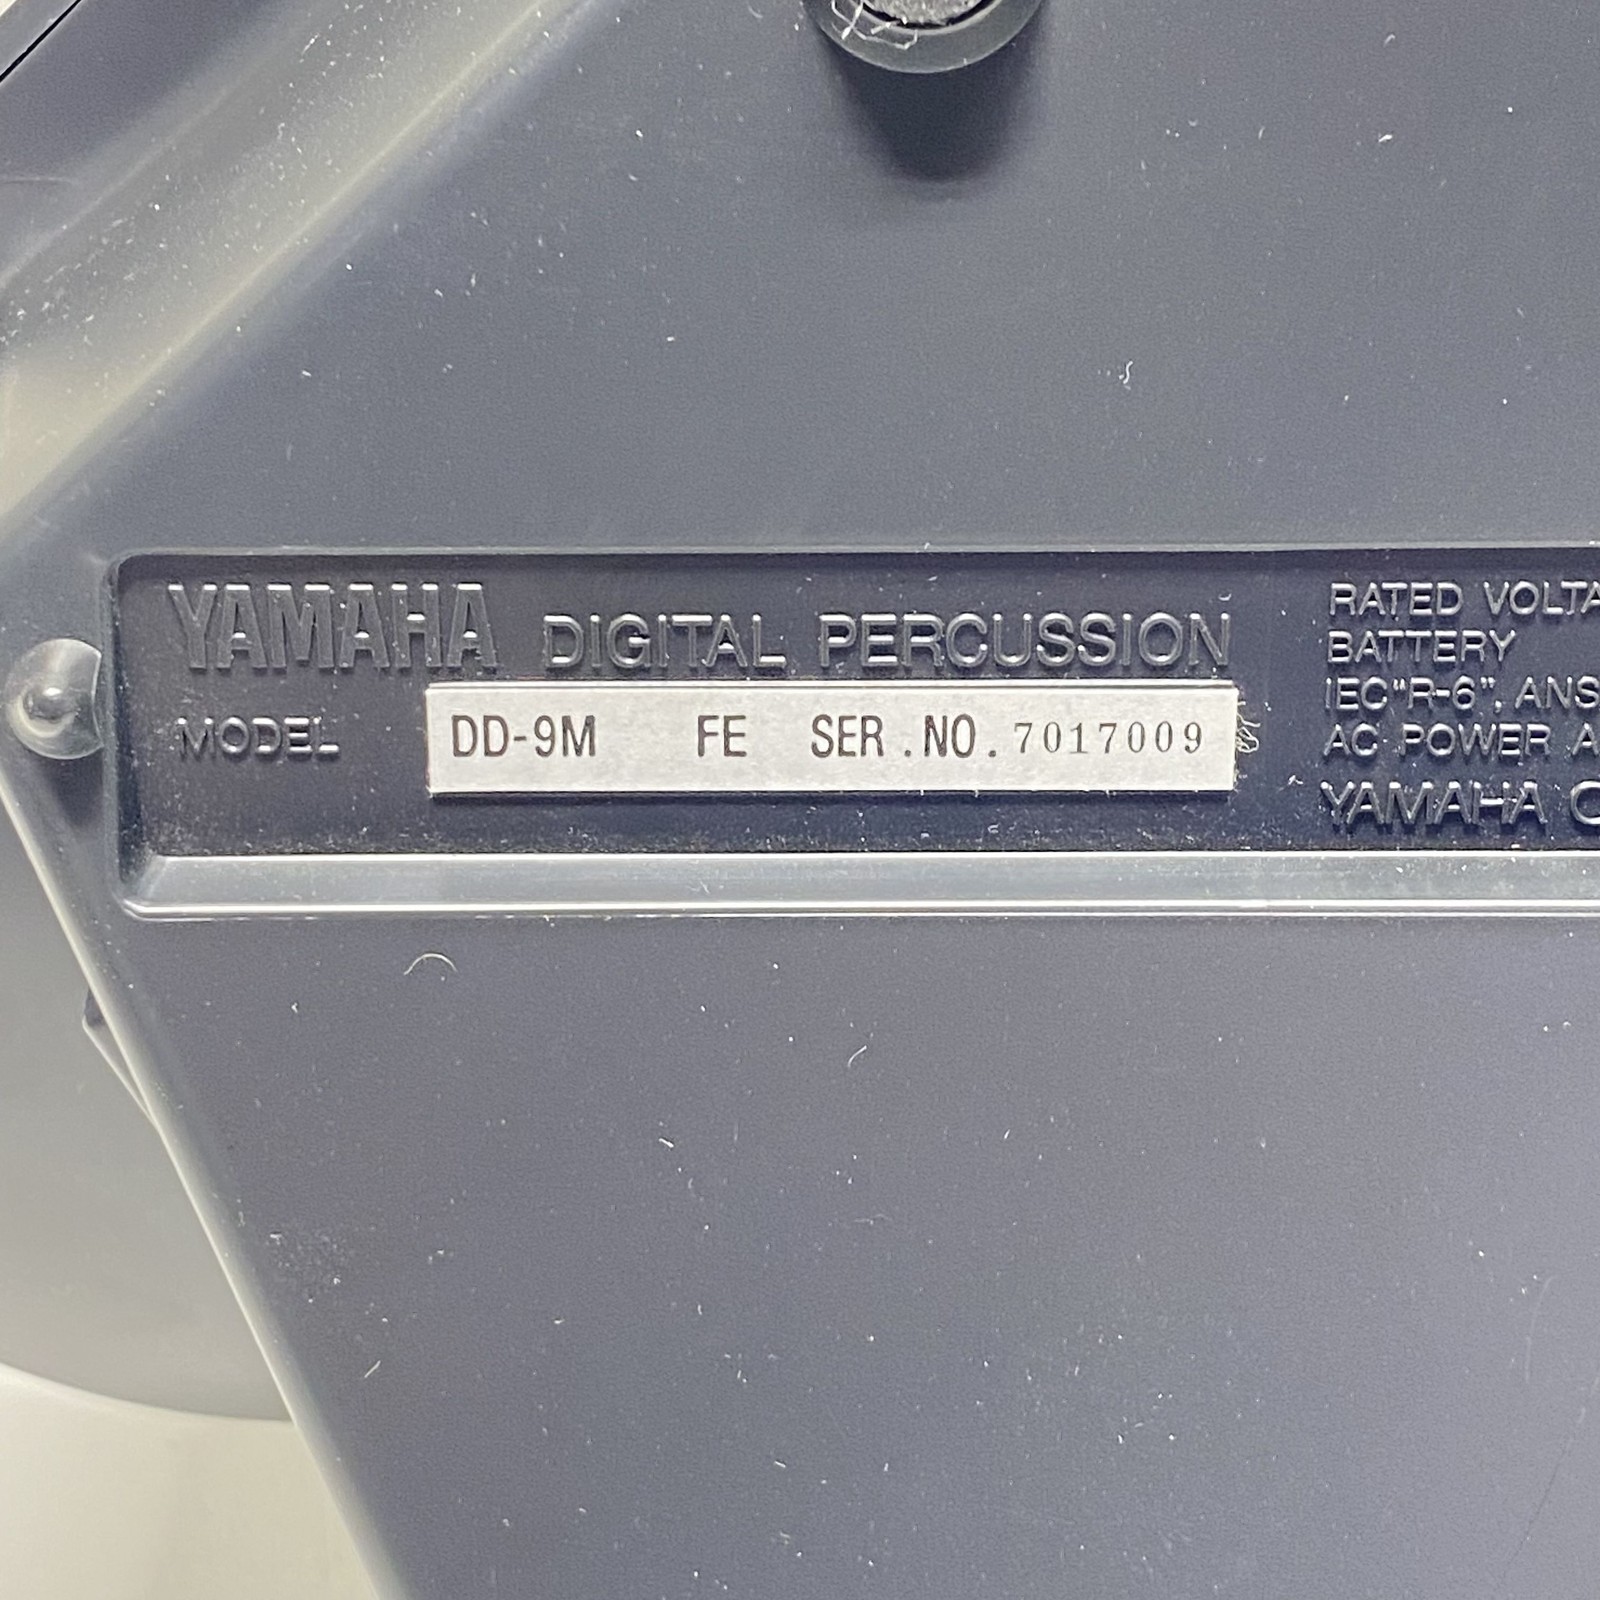 YAMAHA DIGITAL PERCUSSION
MODEL DD-9M FE SER.NO. 7017009
RATED VOLTA
BATTERY
IEC"R-6", ANS
AC POWER A
YAMAHA C